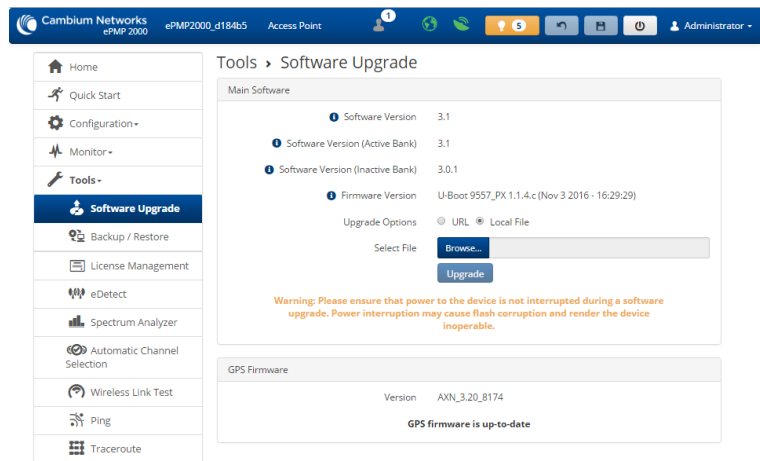 Cambium Networks
ePMP 2000
ePMP2000_d184b5
Access Point
1
5
Administrator
Home
Quick Start
Configuration
Monitor
Tools
Software Upgrade
Backup / Restore
License Management
eDetect
Spectrum Analyzer
Automatic Channel
Selection
Wireless Link Test
Ping
Traceroute
Tools › Software Upgrade
Main Software
Software Version 3.1
Software Version (Active Bank) 3.1
Software Version (Inactive Bank) 3.0.1
Firmware Version U-Boot 9557_PX 1.1.4.c (Nov 3 2016 - 16:29:29)
Upgrade Options URL Local File
Select File Browse...
Upgrade
Warning: Please ensure that power to the device is not interrupted during a software
upgrade. Power interruption may cause flash corruption and render the device
inoperable.
GPS Firmware
Version AXN_3.20_8174
GPS firmware is up-to-date